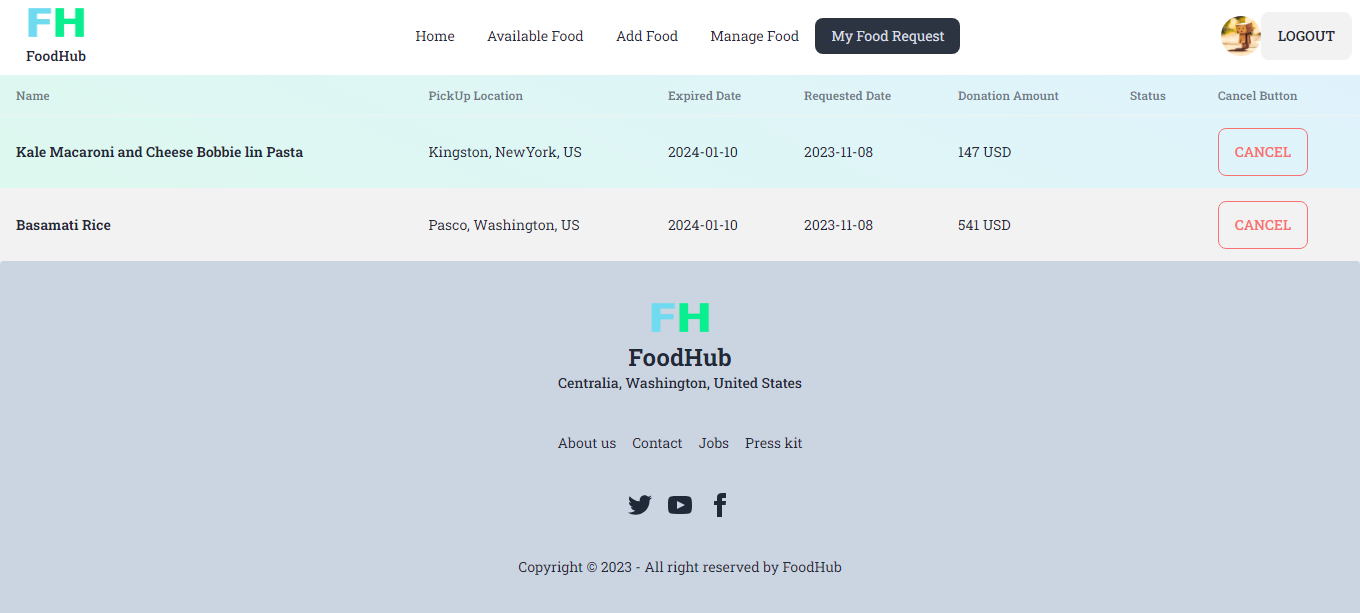 FH
FoodHub
Home Available Food Add Food Manage Food My Food Request LOGOUT
Name PickUp Location Expired Date Requested Date Donation Amount Status Cancel Button
Kale Macaroni and Cheese Bobbie lin Pasta Kingston, NewYork, US 2024-01-10 2023-11-08 147 USD CANCEL
Basamati Rice Pasco, Washington, US 2024-01-10 2023-11-08 541 USD CANCEL
FH
FoodHub
Centralia, Washington, United States
About us Contact Jobs Press kit
Copyright © 2023 - All right reserved by FoodHub